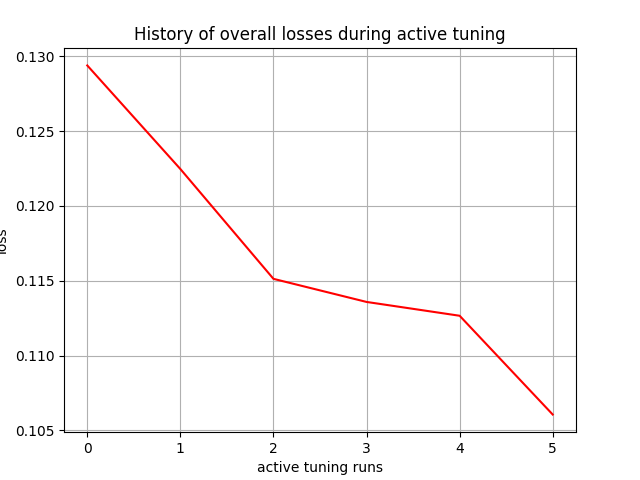 History of overall losses during active tuning
0.130
0.125
0.120
0.115
0.110
0.105
loss
0 1 2 3 4 5
active tuning runs